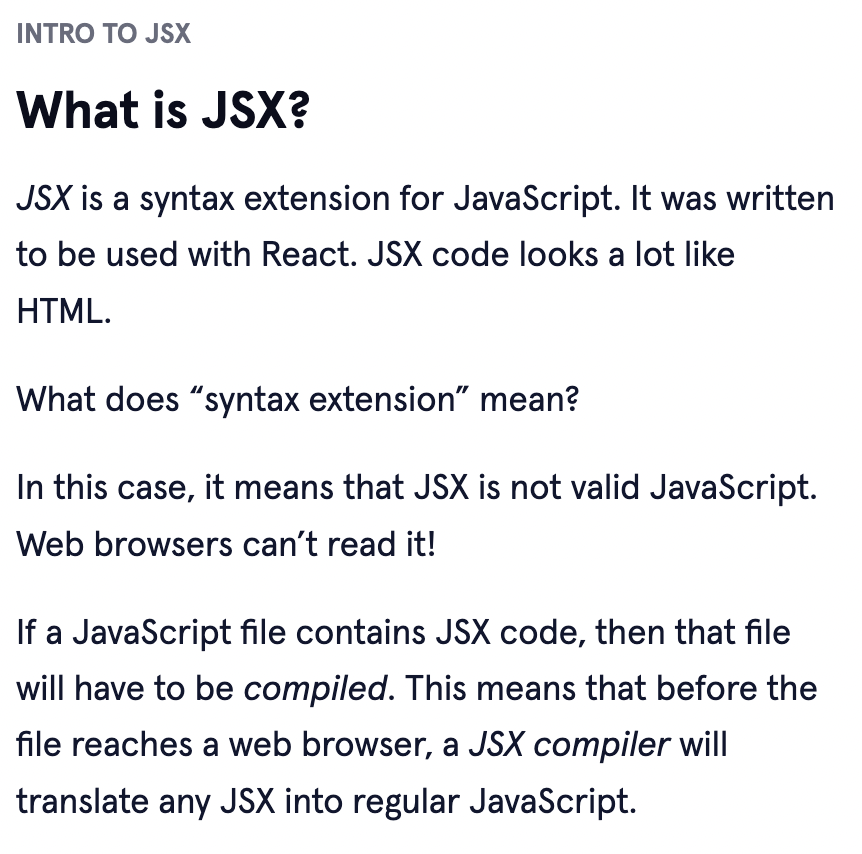 INTRO TO JSX
What is JSX?
JSX is a syntax extension for JavaScript. It was written
to be used with React. JSX code looks a lot like
HTML.
What does “syntax extension” mean?
In this case, it means that JSX is not valid JavaScript.
Web browsers can’t read it!
If a JavaScript file contains JSX code, then that file
will have to be compiled. This means that before the
file reaches a web browser, a JSX compiler will
translate any JSX into regular JavaScript.